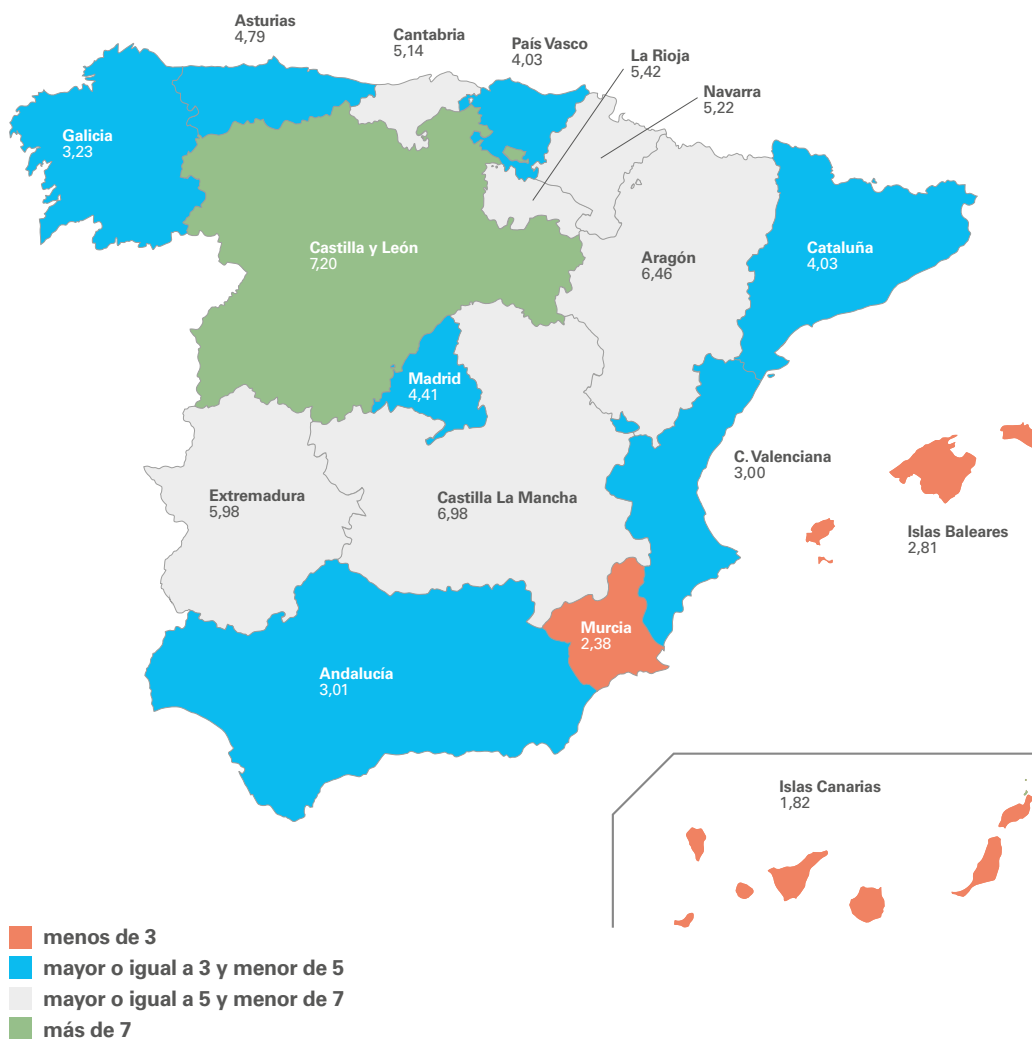 Asturias
4,79
Cantabria
5,14
País Vasco
4,03
La Rioja
5,42
Navarra
5,22
Galicia
3,23
Castilla y León
7,20
Aragón
6,46
Cataluña
4,03
Madrid
4,41
C. Valenciana
3,00
Extremadura
5,98
Castilla La Mancha
6,98
Islas Baleares
2,81
Murcia
2,38
Andalucía
3,01
Islas Canarias
1,82
menos de 3
mayor o igual a 3 y menor de 5
mayor o igual a 5 y menor de 7
más de 7